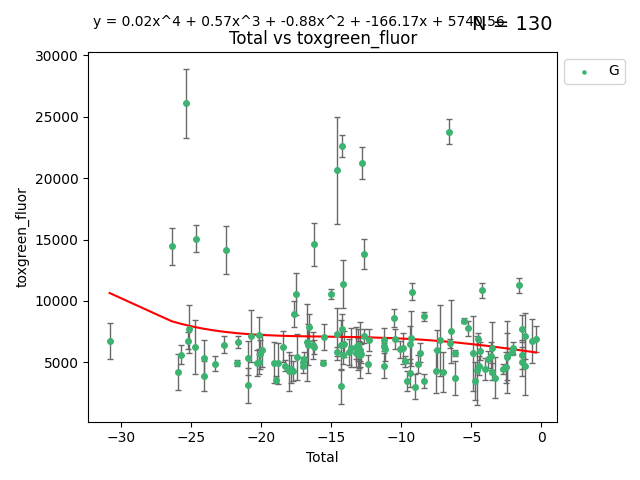 y = 0.02x^4 + 0.57x^3 + -0.88x^2 + -166.17x + 5740.56
N = 130
Total vs toxgreen_fluor
G
30000
25000
20000
15000
10000
5000
toxgreen_fluor
−30 −25 −20 −15 −10 −5 0
Total